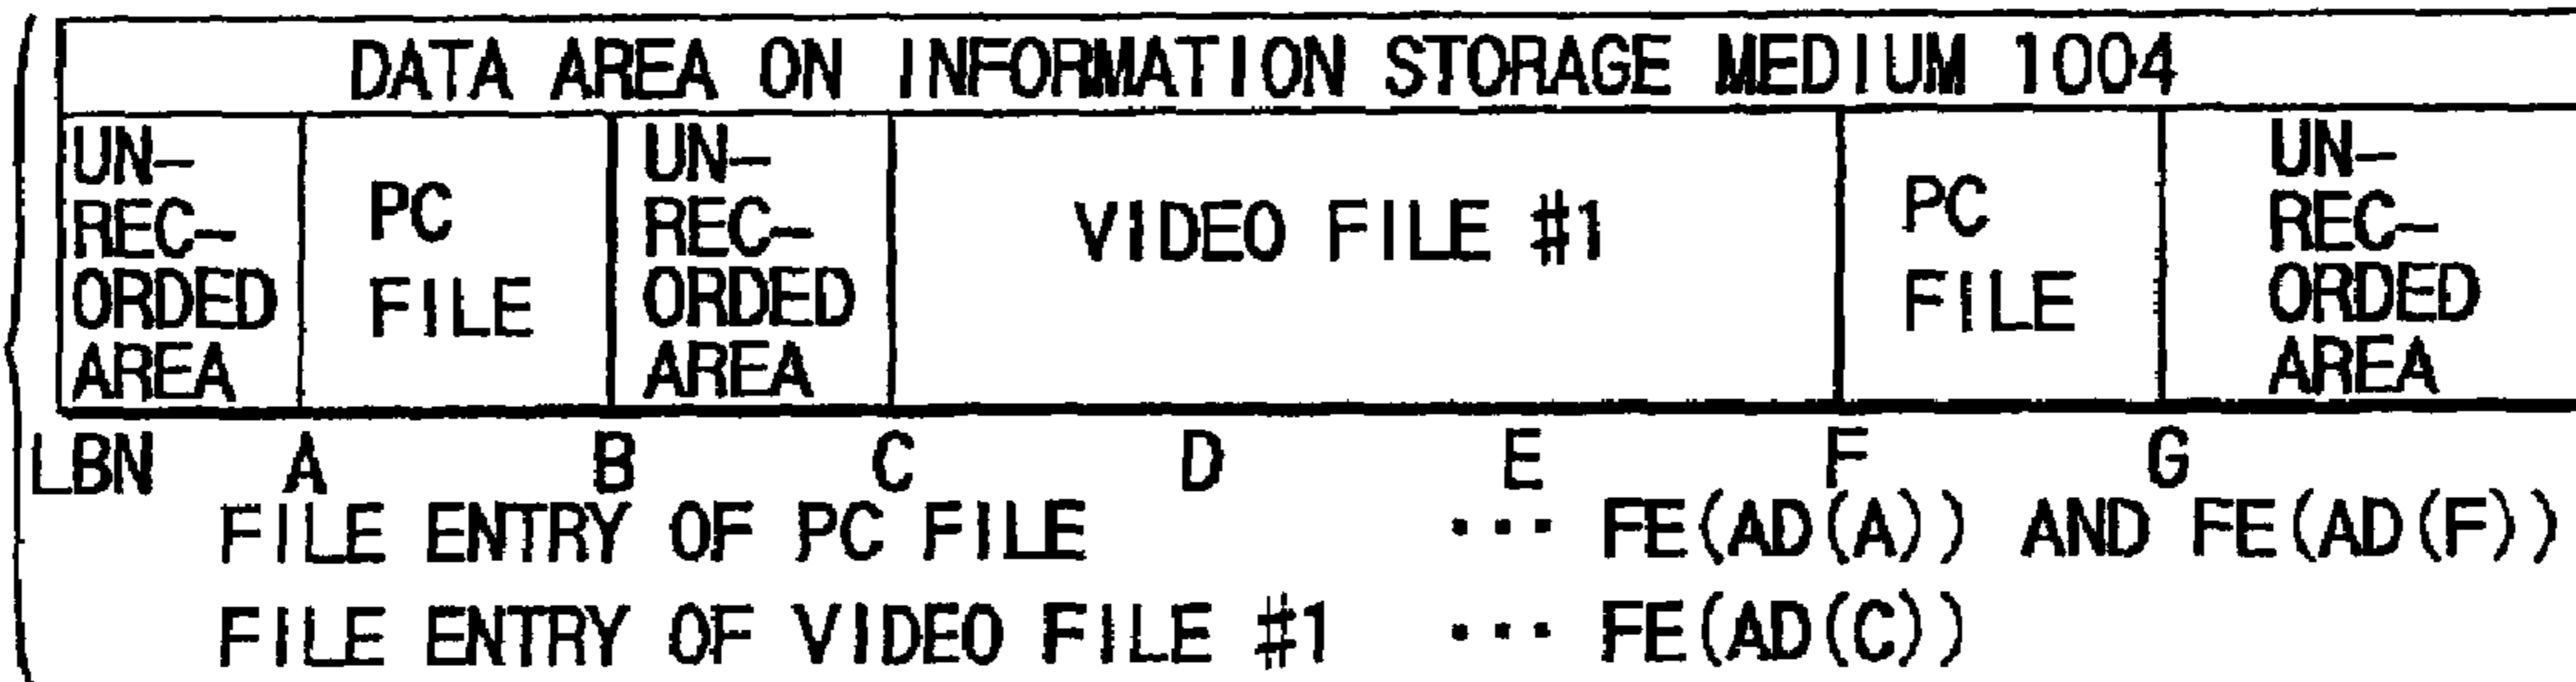 DATA AREA ON INFORMATION STORAGE MEDIUM 1004
UN-
REC-
ORDED
AREA
PC
FILE
UN-
REC-
ORDED
AREA
VIDEO FILE #1
PC
FILE
UN-
REC-
ORDED
AREA
LBN A B C D E F G
FILE ENTRY OF PC FILE ··· FE(AD(A)) AND FE(AD(F))
FILE ENTRY OF VIDEO FILE #1 ··· FE(AD(C))